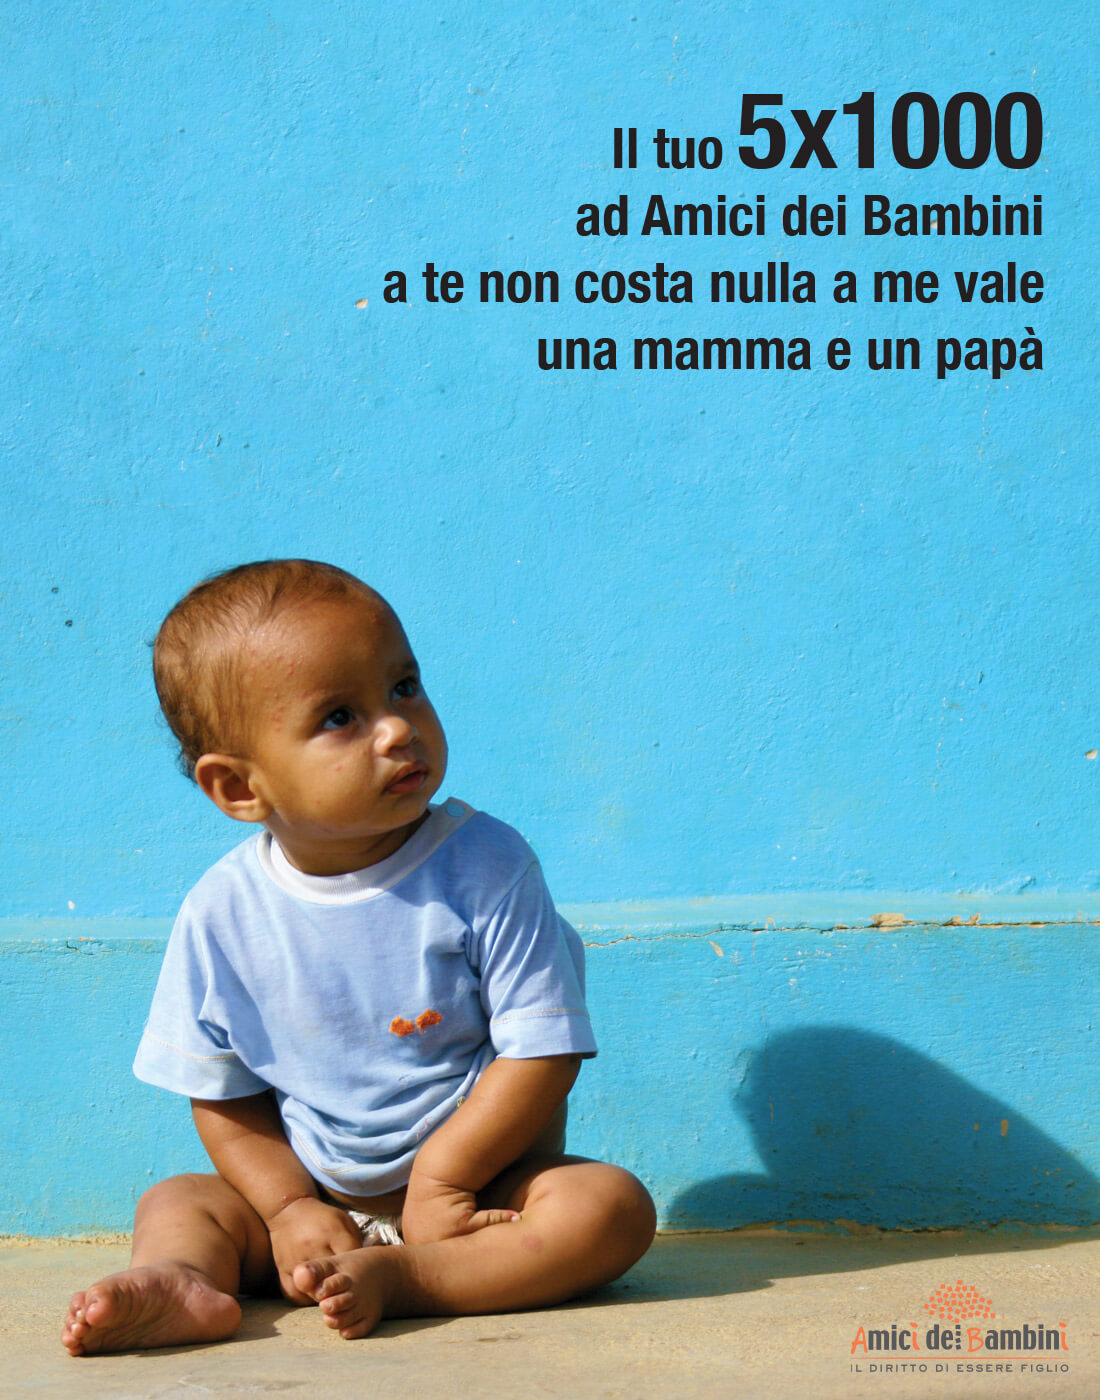 Il tuo 5x1000
ad Amici dei Bambini
a te non costa nulla a me vale
una mamma e un papà
Amici dei Bambini
IL DIRITTO DI ESSERE FIGLIO